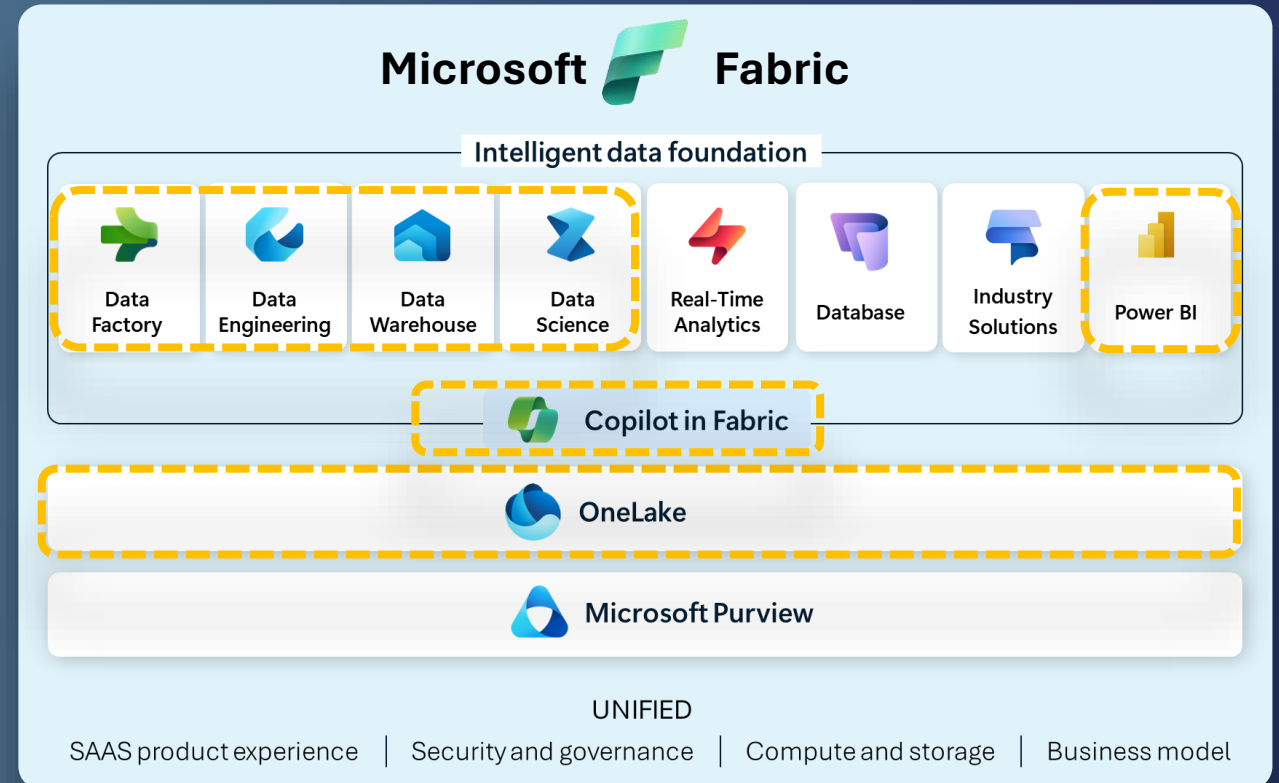 Microsoft Fabric
Intelligent data foundation
Data
Factory
Data
Engineering
Data
Warehouse
Data
Science
Real-Time
Analytics
Database
Industry
Solutions
Power BI
Copilot in Fabric
OneLake
Microsoft Purview
UNIFIED
SAAS product experience | Security and governance | Compute and storage | Business model